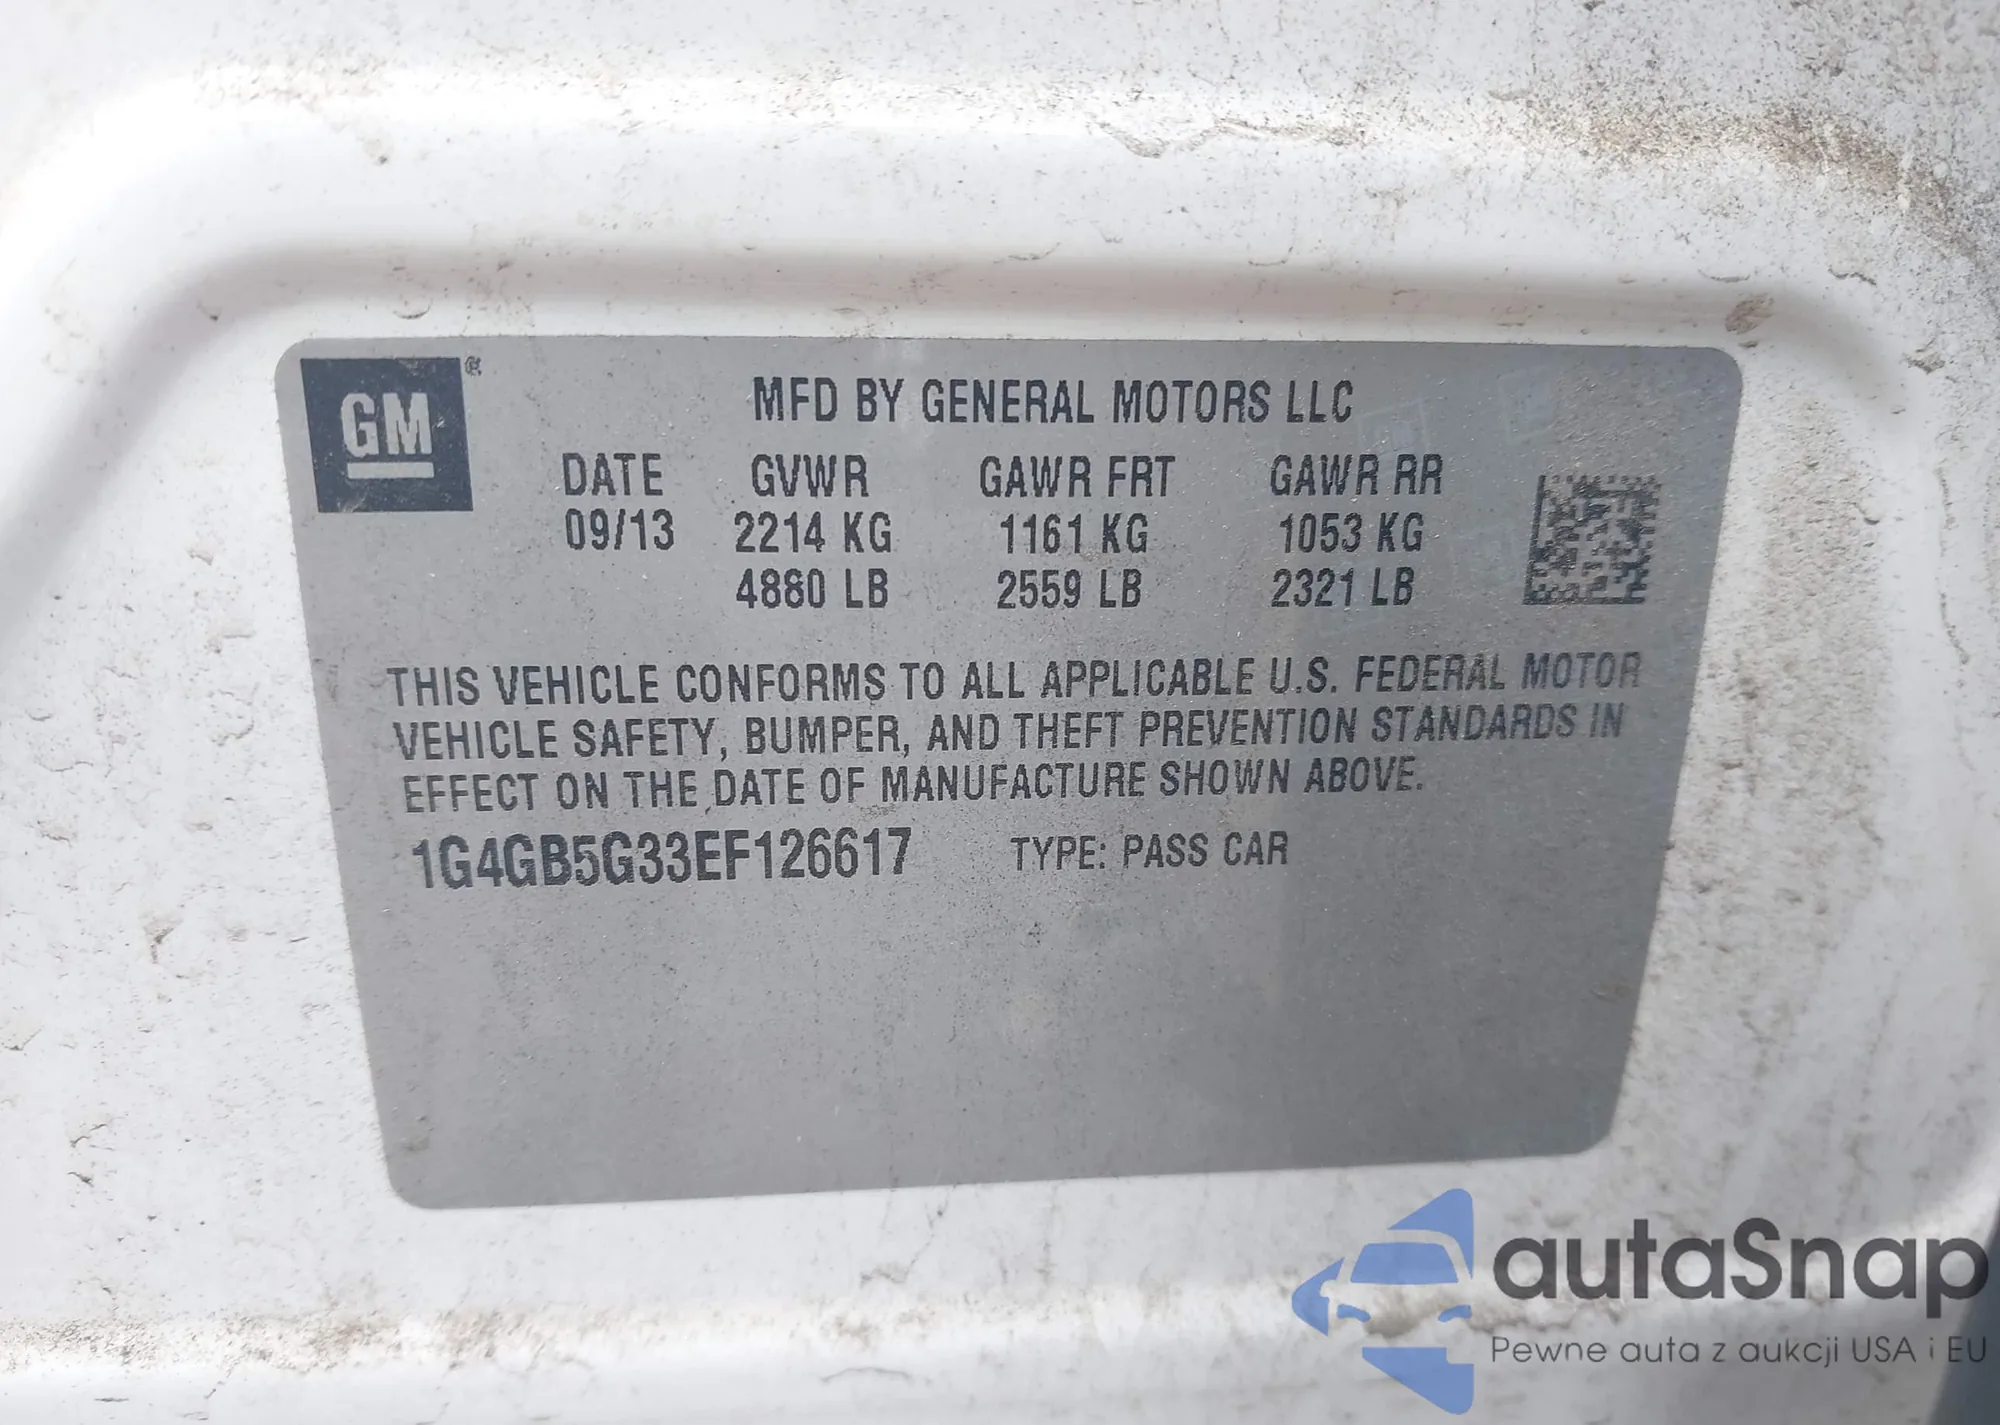 GM ®
MFD BY GENERAL MOTORS LLC
DATE GVWR GAWR FRT GAWR RR
09/13 2214 KG 1161 KG 1053 KG
4880 LB 2559 LB 2321 LB
THIS VEHICLE CONFORMS TO ALL APPLICABLE U.S. FEDERAL MOTOR
VEHICLE SAFETY, BUMPER, AND THEFT PREVENTION STANDARDS IN
EFFECT ON THE DATE OF MANUFACTURE SHOWN ABOVE.
1G4GB5G33EF126617 TYPE: PASS CAR
autaSnap
Pewne auta z aukcji USA i EU